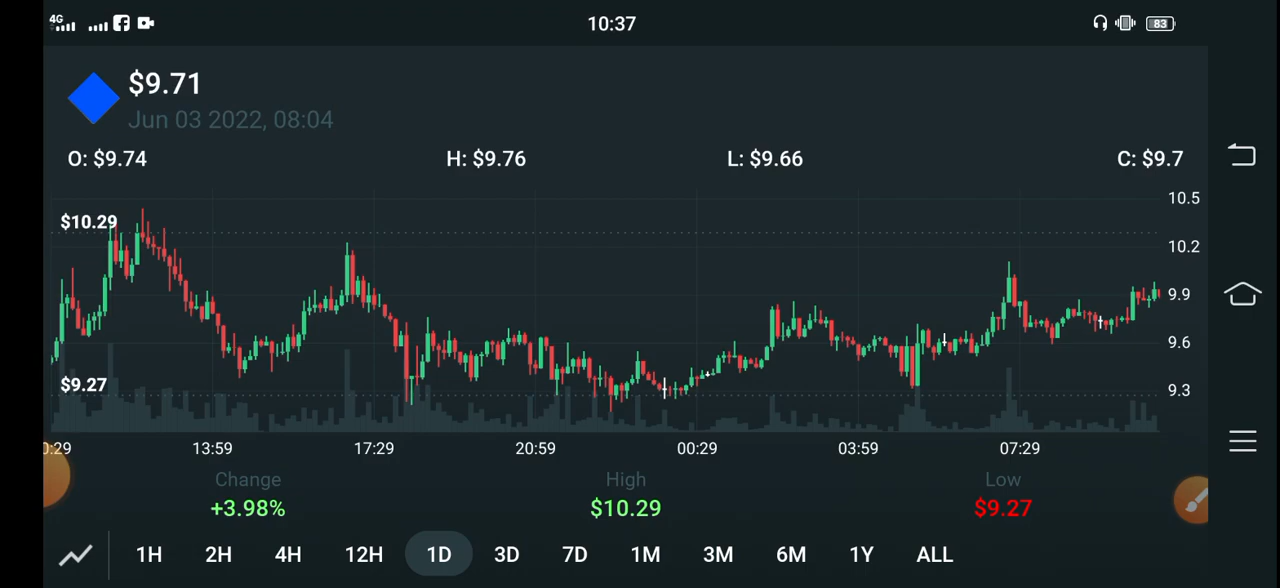 4G 10:37 83
$9.71
Jun 03 2022, 08:04
O: $9.74 H: $9.76 L: $9.66 C: $9.7
10.5
$10.29
10.2
9.9
9.6
$9.27
9.3
0:29 13:59 17:29 20:59 00:29 03:59 07:29
Change High Low
+3.98% $10.29 $9.27
1H 2H 4H 12H 1D 3D 7D 1M 3M 6M 1Y ALL